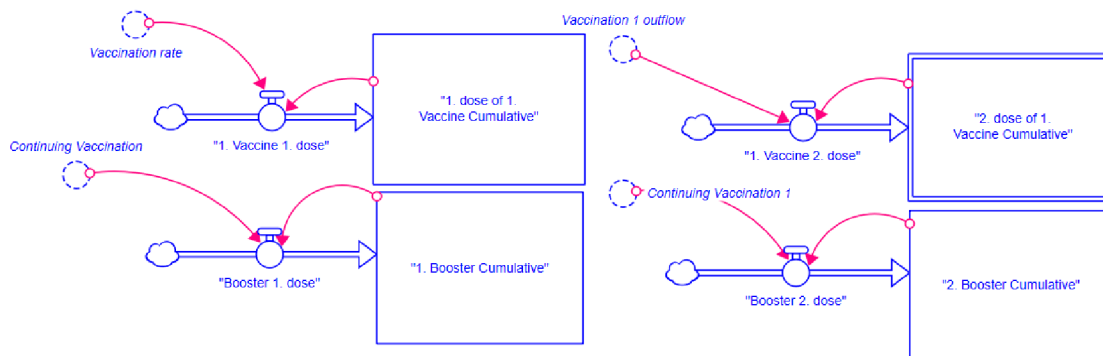 Vaccination rate
"1. dose of 1.
Vaccine Cumulative"
"1. Vaccine 1. dose"
Continuing Vaccination
"1. Booster Cumulative"
"Booster 1. dose"
Vaccination 1 outflow
"2. dose of 1.
Vaccine Cumulative"
"1. Vaccine 2. dose"
Continuing Vaccination 1
"2. Booster Cumulative"
"Booster 2. dose"